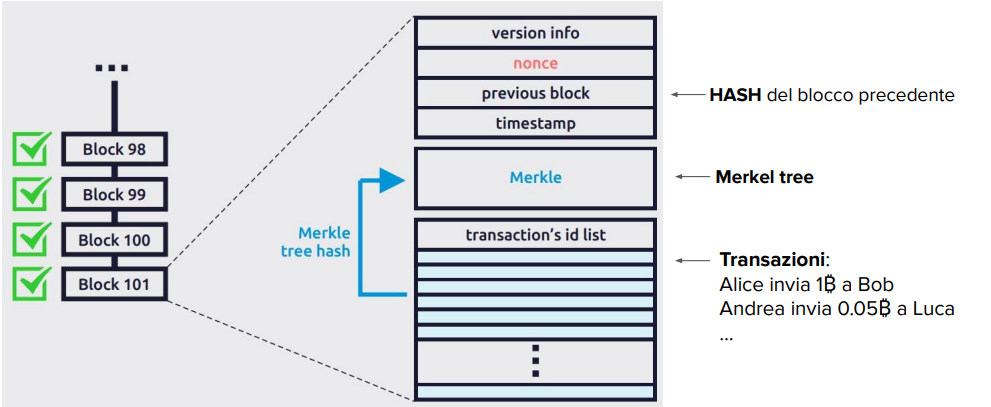 ...
Block 98
Block 99
Block 100
Block 101
version info
nonce
previous block
timestamp
Merkle
Merkle
tree hash
transaction's id list
HASH del blocco precedente
Merkel tree
Transazioni:
Alice invia 1₿ a Bob
Andrea invia 0.05₿ a Luca
...